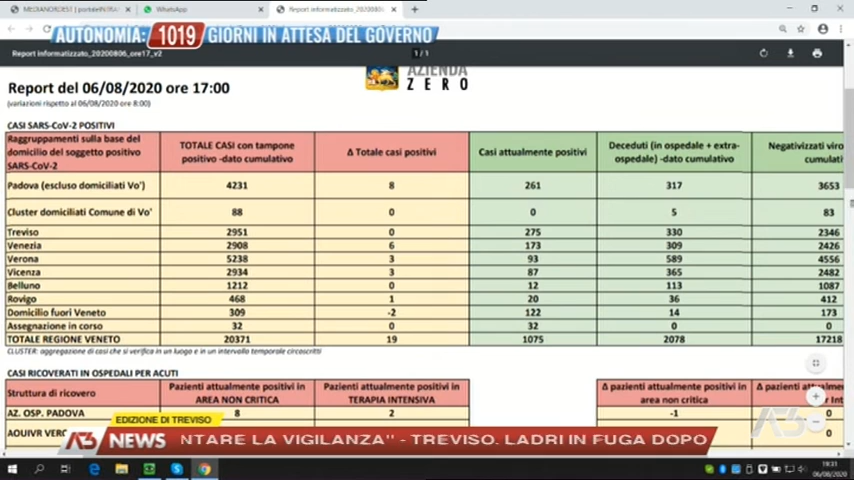 Report informatizzato_20200806
WhatsApp
AUTONOMIA: 1019 GIORNI IN ATTESA DEL GOVERNO
Report informatizzato_20200806_ore17_v2
1 / 1
AZIENDA
ZERO
Report del 06/08/2020 ore 17:00
(variazioni rispetto al 06/08/2020 ore 8:00)
CASI SARS-CoV-2 POSITIVI
Raggruppamenti sulla base del domicilio del soggetto positivo SARS-CoV-2 TOTALE CASI con tampone positivo -dato cumulativo Δ Totale casi positivi Casi attualmente positivi Deceduti (in ospedale + extra-ospedale) -dato cumulativo Negativizzati viro cumulati
Padova (escluso domiciliati Vo') 4231 8 261 317 3653
Cluster domiciliati Comune di Vo' 88 0 0 5 83
Treviso 2951 0 275 330 2346
Venezia 2908 6 173 309 2426
Verona 5238 3 93 589 4556
Vicenza 2934 3 87 365 2482
Belluno 1212 0 12 113 1087
Rovigo 468 1 20 36 412
Domicilio fuori Veneto 309 -2 122 14 173
Assegnazione in corso 32 0 32 0 0
TOTALE REGIONE VENETO 20371 19 1075 2078 17218
CLUSTER: aggregazione di casi che si verifica in un luogo e in un intervallo temporale circoscritti
CASI RICOVERATI IN OSPEDALI PER ACUTI
Struttura di ricovero Pazienti attualmente positivi in AREA NON CRITICA Pazienti attualmente positivi in TERAPIA INTENSIVA Δ pazienti attualmente positivi in area non critica
AZ. OSP. PADOVA 8 2 -1 0
AOUIVR VERO 0
EDIZIONE DI TREVISO
A3 NEWS NTARE LA VIGILANZA" - TREVISO. LADRI IN FUGA DOPO
A3
19:31
06/08/2020